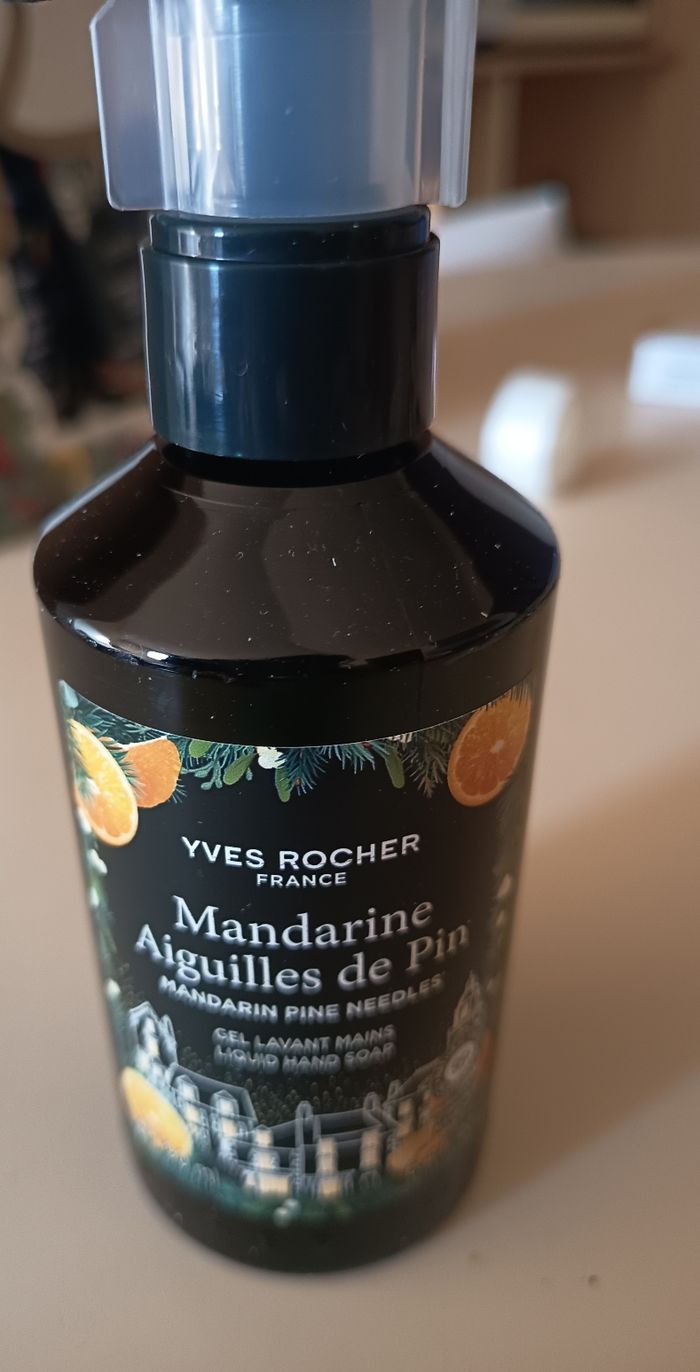 YVES ROCHER
FRANCE
Mandarine
Aiguilles de Pin
MANDARIN PINE NEEDLES
GEL LAVANT MAINS
LIQUID HAND SOAP